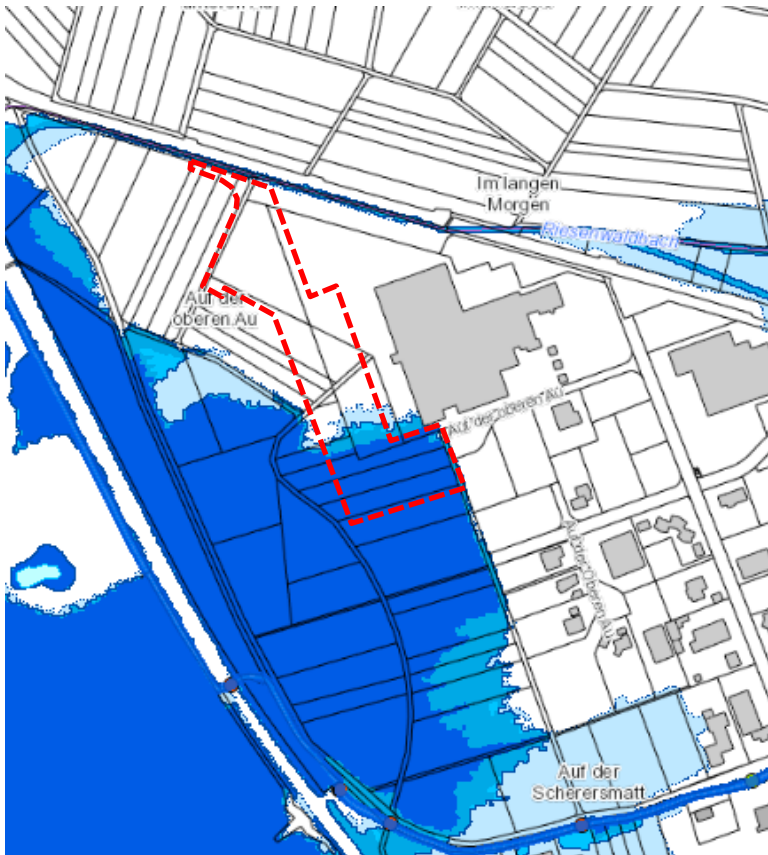 Im langen
Morgen
Riesenwaldbach
Auf der
oberen Au
Auf der oberen Au
Auf der Oberen Au
Auf der
Scherersmatt